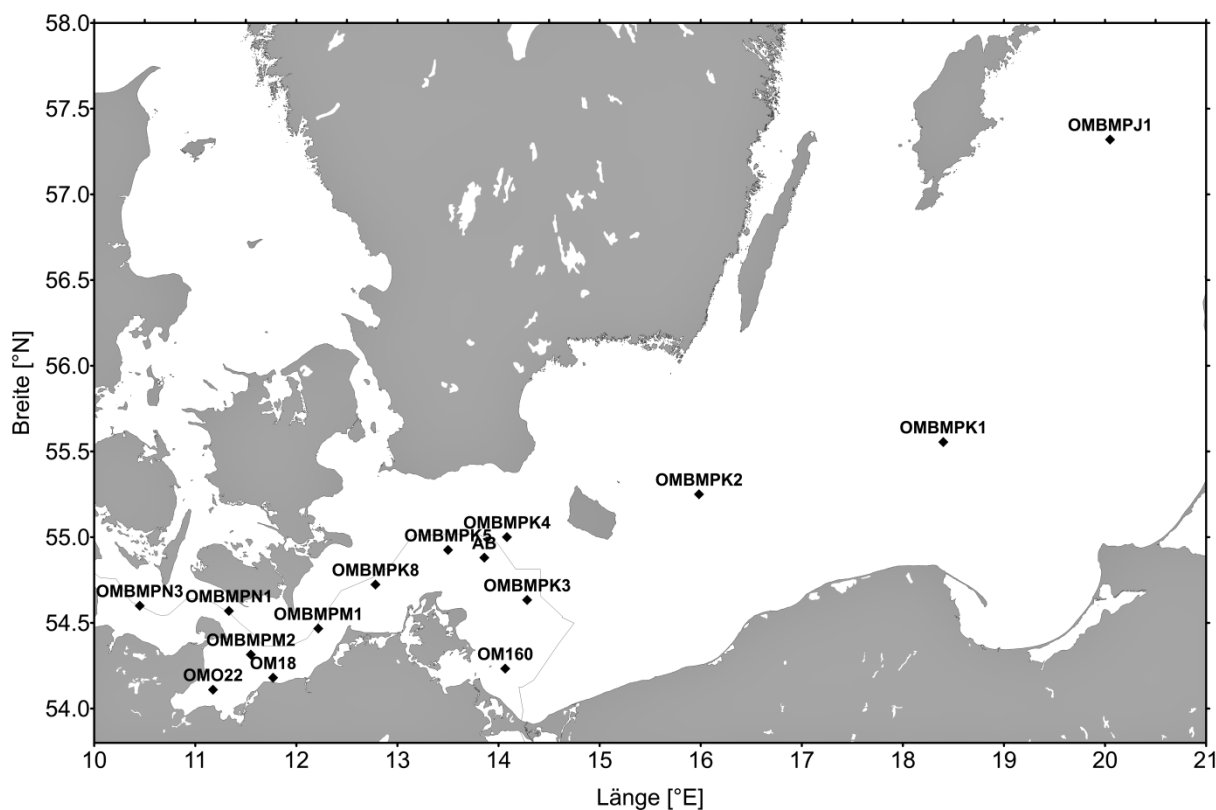 58.0
57.5
57.0
56.5
56.0
55.5
55.0
54.5
54.0
Breite [°N]
OMBMPJ1
OMBMPK1
OMBMPK2
OMBMPK4
OMBMPK5
AB
OMBMPK8
OMBMPK3
OMBMPN3
OMBMPN1
OMBMPM1
OMBMPM2
OM18
OM160
OMO22
10 11 12 13 14 15 16 17 18 19 20 21
Länge [°E]